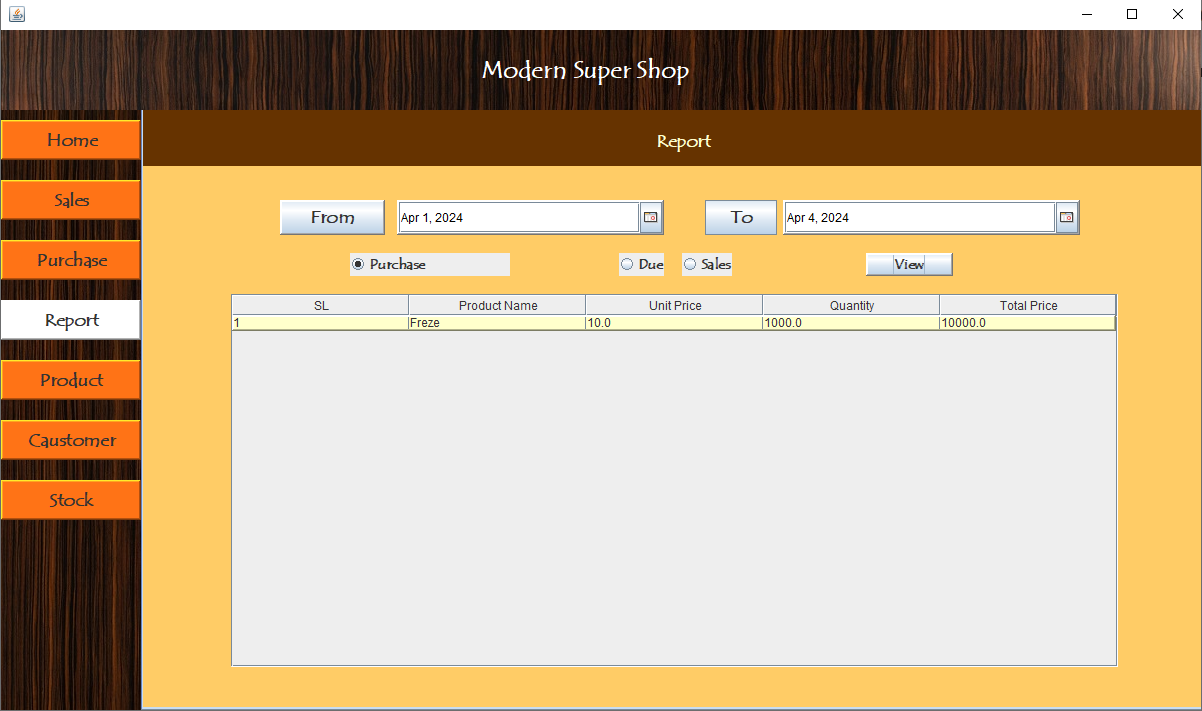 Modern Super Shop
Report
Home
Sales
Purchase
Report
Product
Caustomer
Stock
From Apr 1, 2024 To Apr 4, 2024
Purchase Due Sales View
SL Product Name Unit Price Quantity Total Price
1 Freze 10.0 1000.0 10000.0